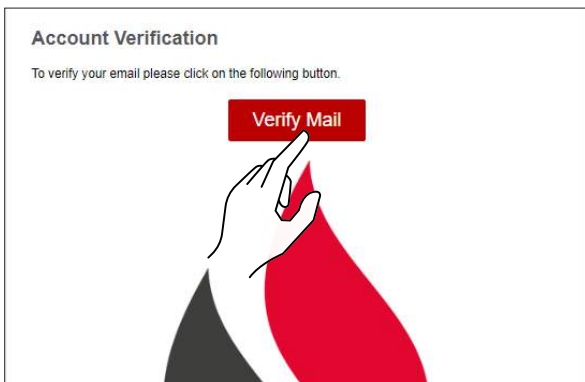 Account Verification
To verify your email please click on the following button.
Verify Mail